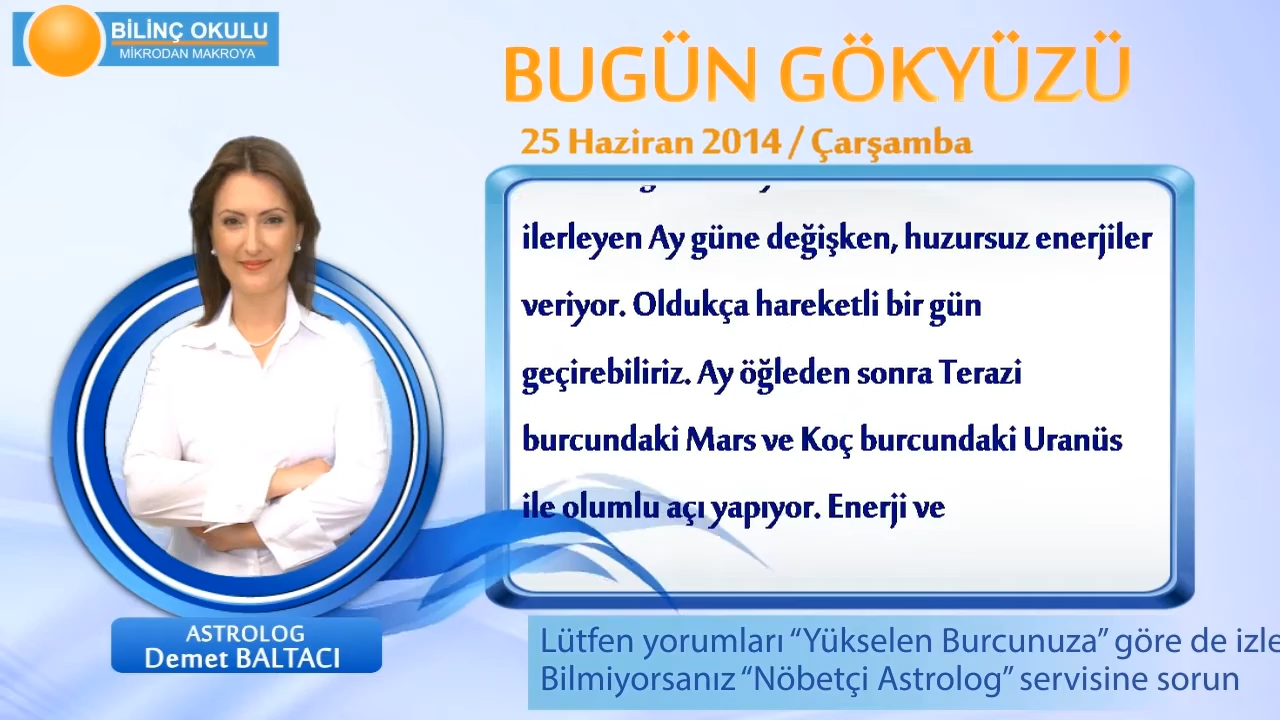 BİLİNÇ OKULU
MİKRODAN MAKROYA
BUGÜN GÖKYÜZÜ
25 Haziran 2014 / Çarşamba
ilerleyen Ay güne değişken, huzursuz enerjiler
veriyor. Oldukça hareketli bir gün
geçirebiliriz. Ay öğleden sonra Terazi
burcundaki Mars ve Koç burcundaki Uranüs
ile olumlu açı yapıyor. Enerji ve
ASTROLOG
Demet BALTACI
Lütfen yorumları “Yükselen Burcunuza” göre de izle
Bilmiyorsanız “Nöbetçi Astrolog” servisine sorun